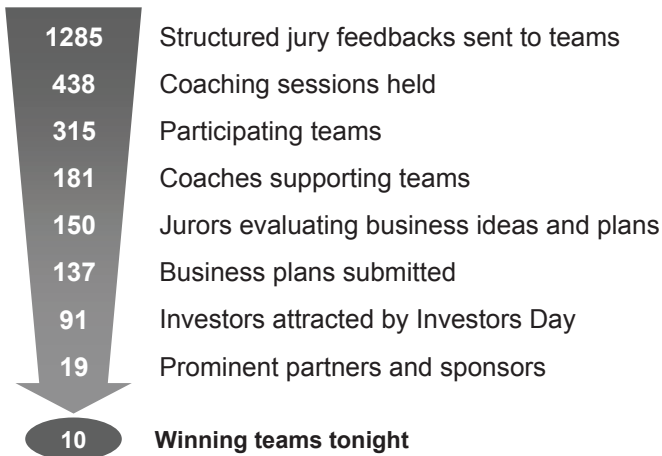 1285 Structured jury feedbacks sent to teams
438 Coaching sessions held
315 Participating teams
181 Coaches supporting teams
150 Jurors evaluating business ideas and plans
137 Business plans submitted
91 Investors attracted by Investors Day
19 Prominent partners and sponsors
10 Winning teams tonight